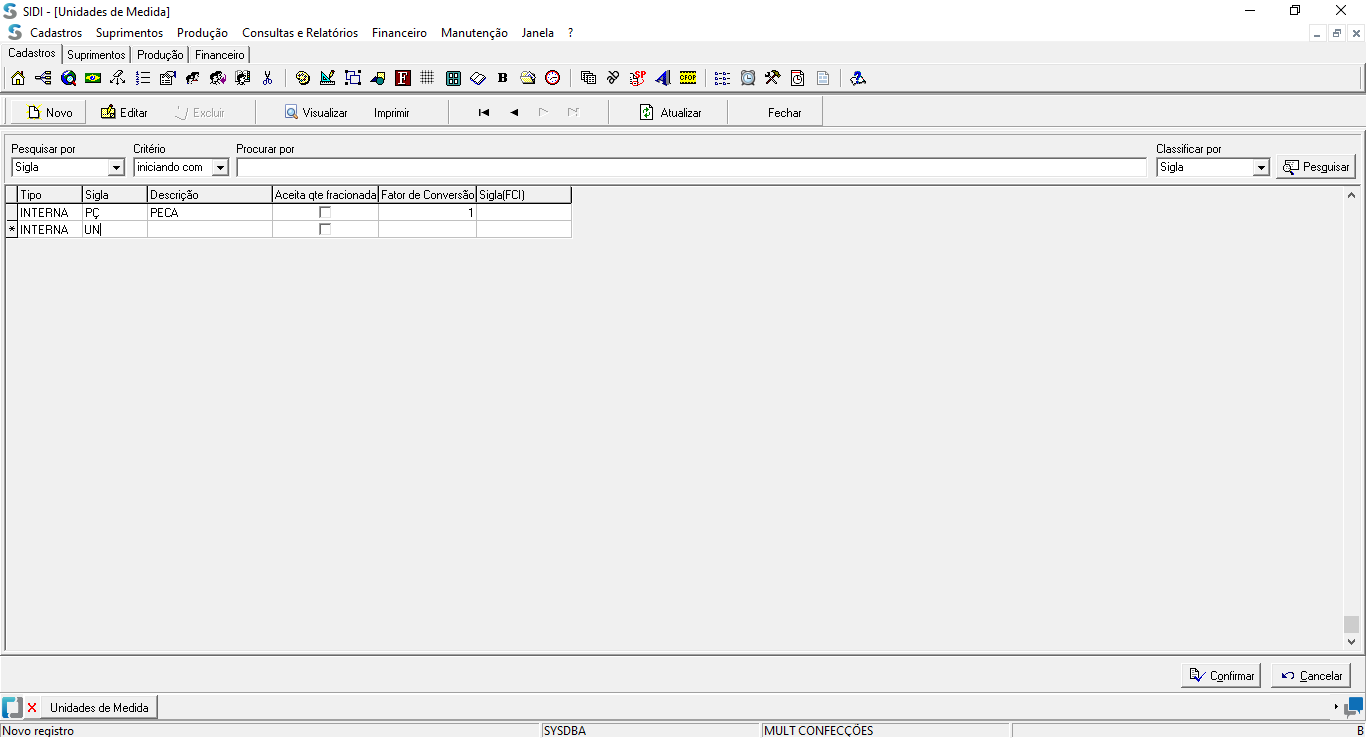 SIDI - [Unidades de Medida]
Cadastros Suprimentos Produção Consultas e Relatórios Financeiro Manutenção Janela ?
Cadastros Suprimentos Produção Financeiro
F B SP CFOP
Novo Editar Excluir Visualizar Imprimir Atualizar Fechar
Pesquisar por Critério Procurar por Classificar por
Sigla iniciando com Sigla Pesquisar
Tipo Sigla Descrição Aceita qte fracionada Fator de Conversão Sigla(FCI)
INTERNA PÇ PECA 1
* INTERNA UN
Confirmar Cancelar
Unidades de Medida
Novo registro SYSDBA MULT CONFECÇÕES B